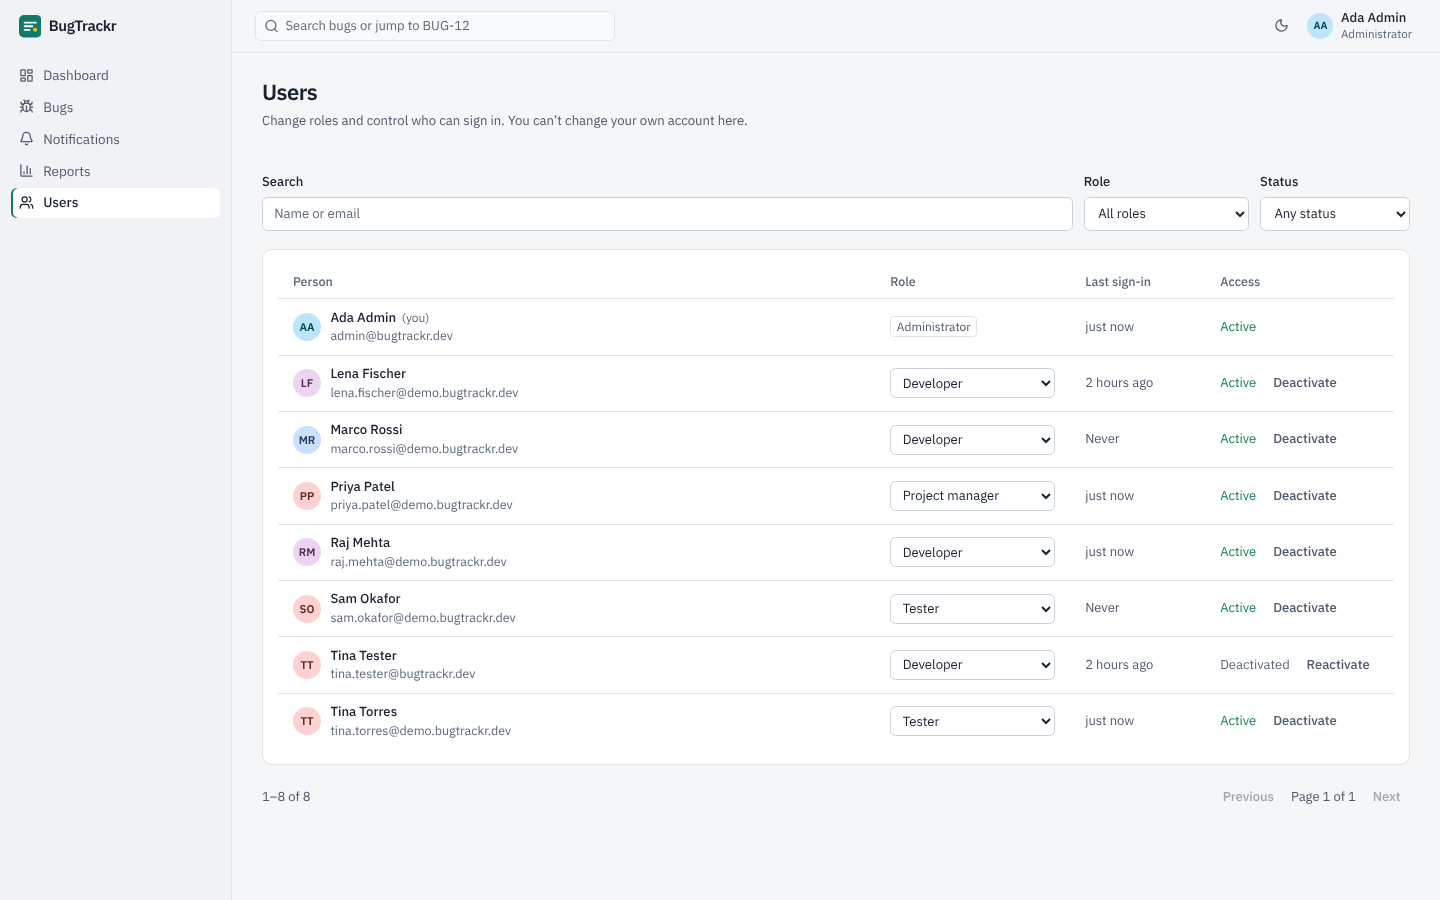 BugTrackr
Search bugs or jump to BUG-12
AA
Ada Admin
Administrator
Dashboard
Bugs
Notifications
Reports
Users
Users
Change roles and control who can sign in. You can’t change your own account here.
Search
Role
Status
Name or email
All roles
Any status
Person
Role
Last sign-in
Access
AA
Ada Admin (you)
admin@bugtrackr.dev
Administrator
just now
Active
LF
Lena Fischer
lena.fischer@demo.bugtrackr.dev
Developer
2 hours ago
Active
Deactivate
MR
Marco Rossi
marco.rossi@demo.bugtrackr.dev
Developer
Never
Active
Deactivate
PP
Priya Patel
priya.patel@demo.bugtrackr.dev
Project manager
just now
Active
Deactivate
RM
Raj Mehta
raj.mehta@demo.bugtrackr.dev
Developer
just now
Active
Deactivate
SO
Sam Okafor
sam.okafor@demo.bugtrackr.dev
Tester
Never
Active
Deactivate
TT
Tina Tester
tina.tester@bugtrackr.dev
Developer
2 hours ago
Deactivated
Reactivate
TT
Tina Torres
tina.torres@demo.bugtrackr.dev
Tester
just now
Active
Deactivate
1–8 of 8
Previous
Page 1 of 1
Next